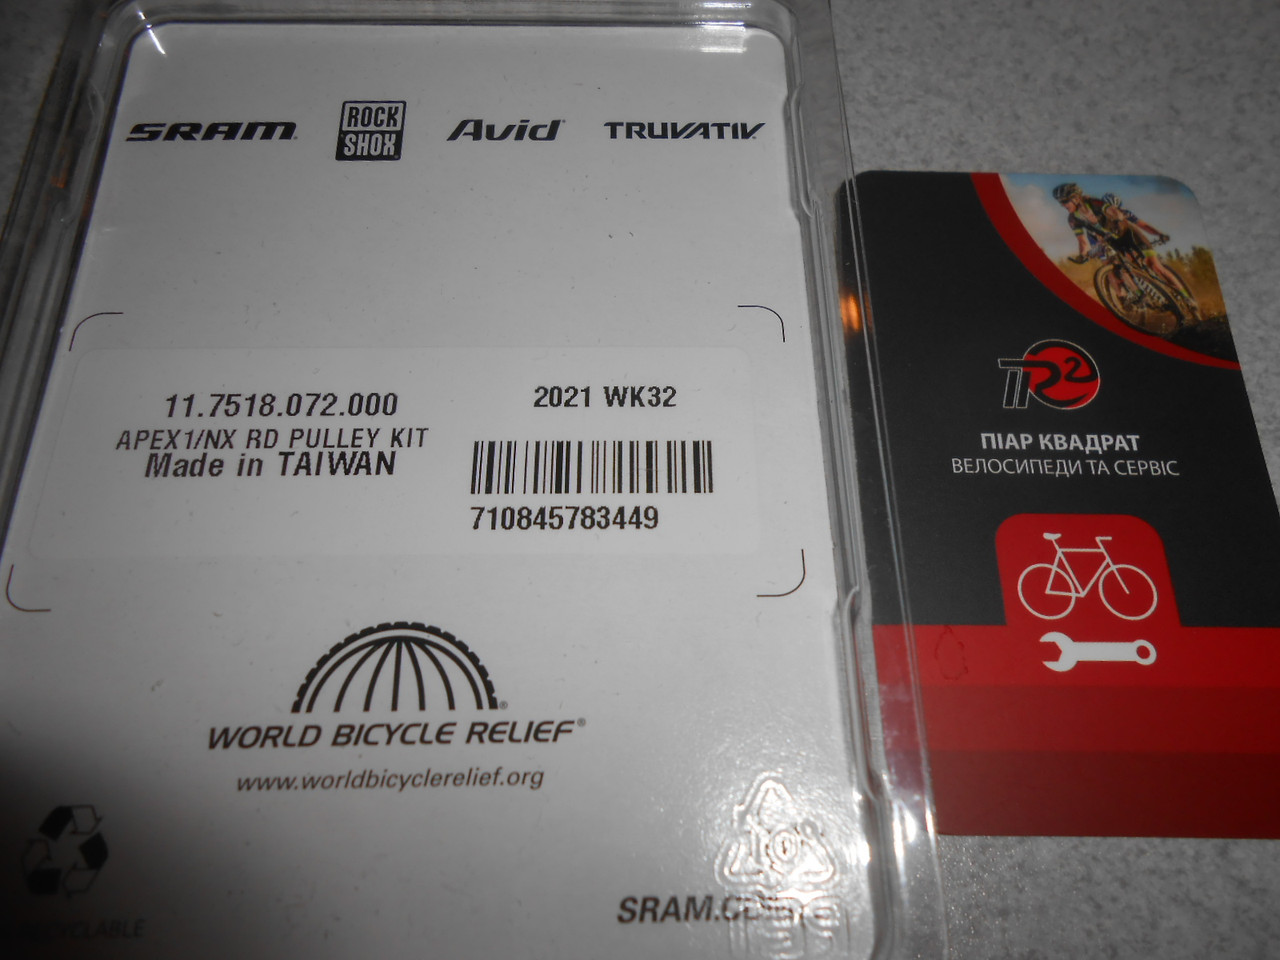 SRAM
ROCK
SHOX
Avid
TRUVATIV
11.7518.072.000
APEX1/NX RD PULLEY KIT
Made in TAIWAN
2021 WK32
710845783449
WORLD BICYCLE RELIEF®
www.worldbicyclerelief.org
ПR2
ПІАР КВАДРАТ
ВЕЛОСИПЕДИ ТА СЕРВІС